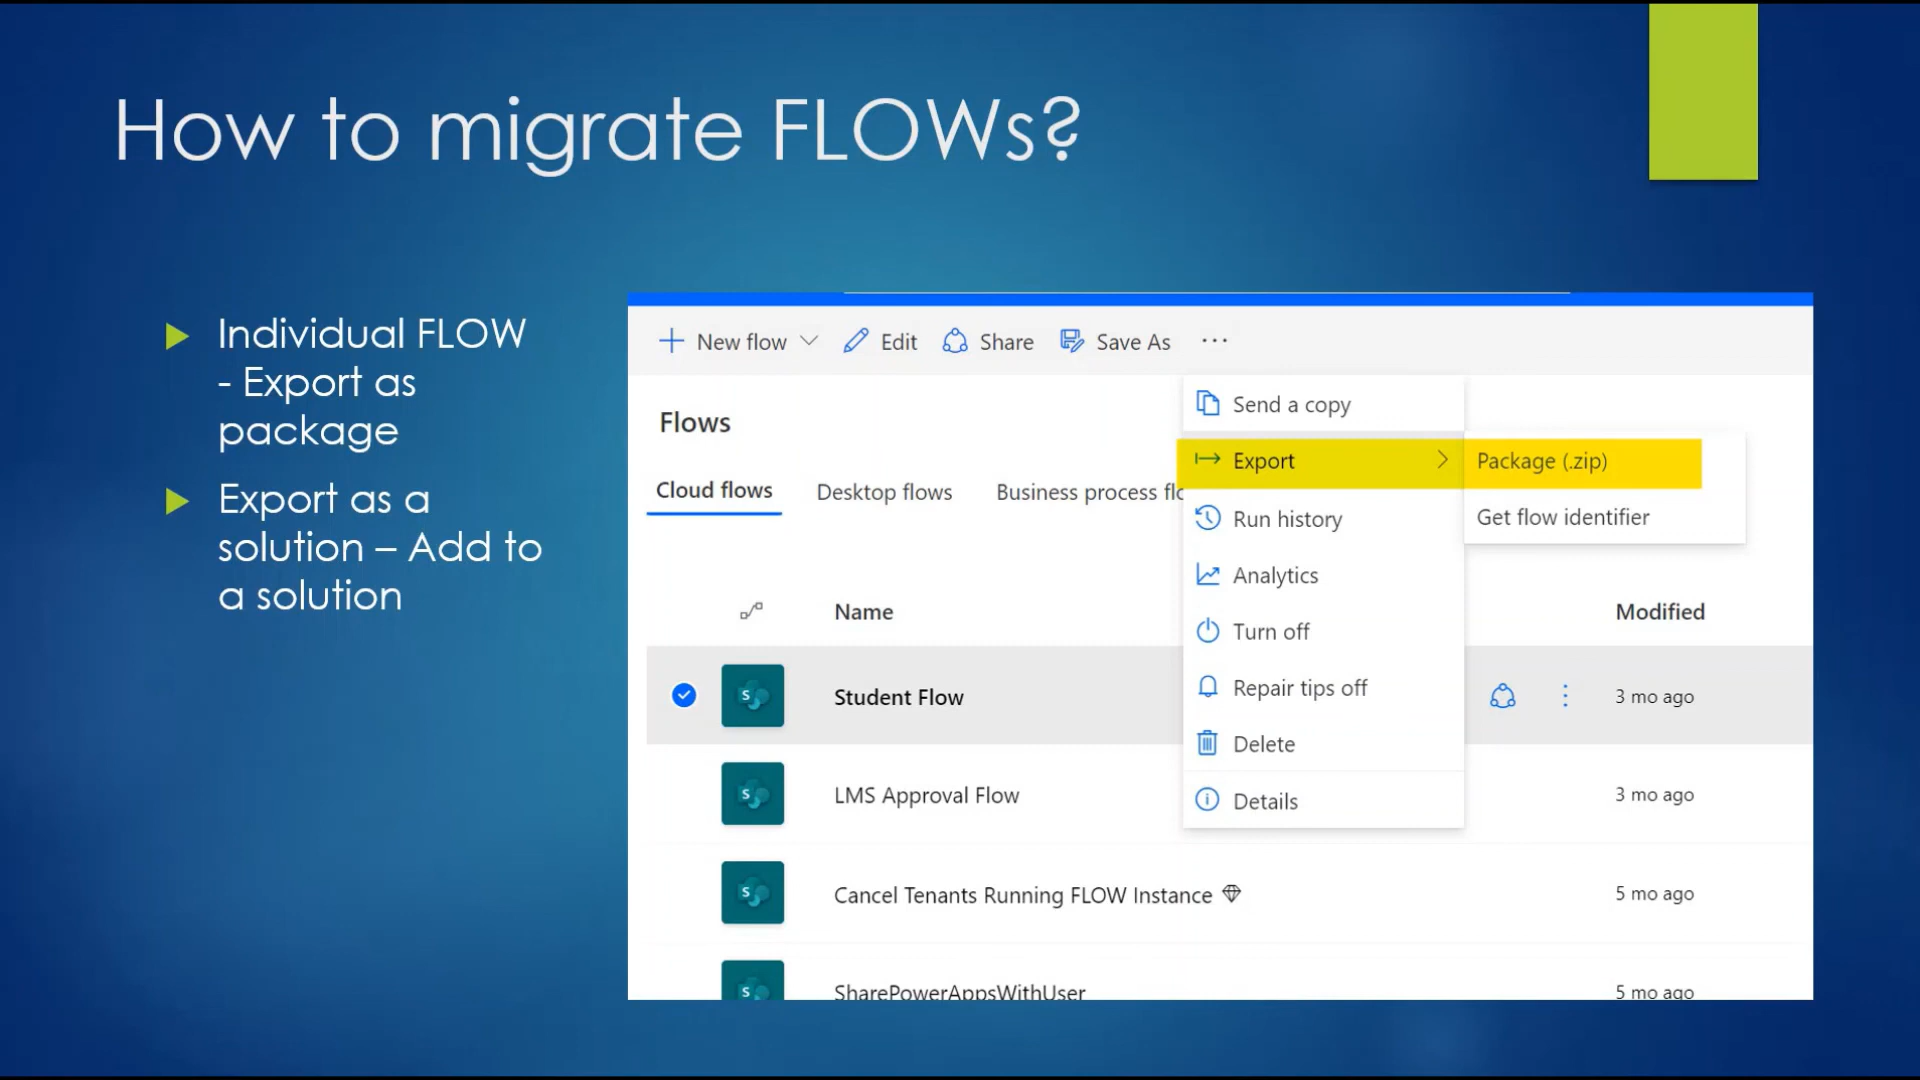 How to migrate FLOWs?
Individual FLOW
- Export as
package
Export as a
solution – Add to
a solution
New flow Edit Share Save As ...
Flows
Cloud flows Desktop flows Business process flo
Send a copy
Export Package (.zip)
Get flow identifier
Run history
Analytics
Turn off
Repair tips off
Delete
Details
Name Modified
Student Flow 3 mo ago
LMS Approval Flow 3 mo ago
Cancel Tenants Running FLOW Instance 5 mo ago
SharePowerAppsWithUser 5 mo ago